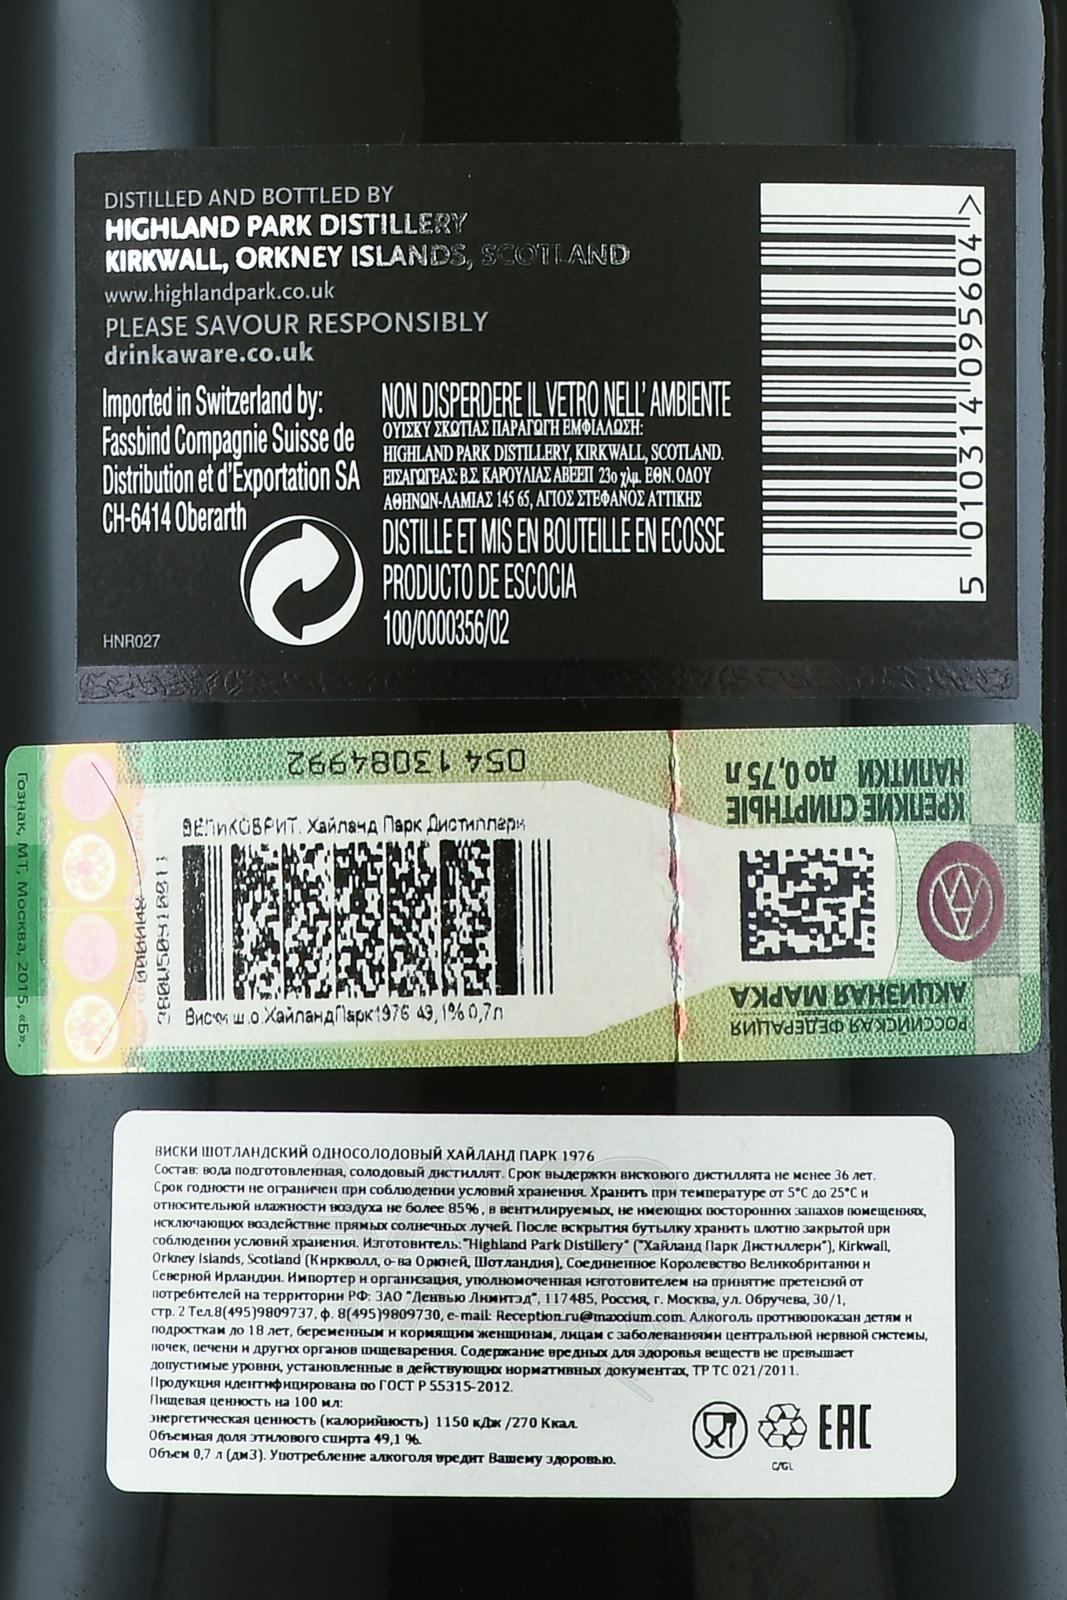 DISTILLED AND BOTTLED BY
HIGHLAND PARK DISTILLERY
KIRKWALL, ORKNEY ISLANDS, SCOTLAND
www.highlandpark.co.uk
PLEASE SAVOUR RESPONSIBLY
drinkaware.co.uk
Imported in Switzerland by:
Fassbind Compagnie Suisse de
Distribution et d'Exportation SA
CH-6414 Oberarth
HNR027
NON DISPERDERE IL VETRO NELL' AMBIENTE
ΟΥΙΣΚΥ ΣΚΩΤΙΑΣ ΠΑΡΑΓΩΓΗ ΕΜΦΙΑΛΩΣΗ:
HIGHLAND PARK DISTILLERY, KIRKWALL, SCOTLAND.
ΕΙΣΑΓΩΓΕΑΣ: Β.Σ. ΚΑΡΟΥΛΙΑΣ ΑΒΕΕΠ 23ο χλμ. ΕΘΝ. ΟΔΟΥ
ΑΘΗΝΩΝ-ΛΑΜΙΑΣ 145 65, ΑΓΙΟΣ ΣΤΕΦΑΝΟΣ ΑΤΤΙΚΗΣ
DISTILLE ET MIS EN BOUTEILLE EN ECOSSE
PRODUCTO DE ESCOCIA
100/0000356/02
5 010314 095604 >
054 13084992
КРЕПКИЕ СПИРТНЫЕ
НАПИТКИ до 0,75 л
РОССИЙСКАЯ ФЕДЕРАЦИЯ
АКЦИЗНАЯ МАРКА
Гознак, МТ, Москва, 2015, «Б».
ВЕЛИКОБРИТ. Хайланд Парк Дистиллери
Виски ш.о.ХайландПарк1976 49,1% 0,7л
ВИСКИ ШОТЛАНДСКИЙ ОДНОСОЛОДОВЫЙ ХАЙЛАНД ПАРК 1976
Состав: вода подготовленная, солодовый дистиллят. Срок выдержки вискового дистиллята не менее 36 лет.
Срок годности не ограничен при соблюдении условий хранения. Хранить при температуре от 5°С до 25°С и
относительной влажности воздуха не более 85% , в вентилируемых, не имеющих посторонних запахов помещениях,
исключающих воздействие прямых солнечных лучей. После вскрытия бутылку хранить плотно закрытой при
соблюдении условий хранения. Изготовитель: "Highland Park Distillery" ("Хайланд Парк Дистиллери"), Kirkwall,
Orkney Islands, Scotland (Киркволл, о-ва Оркней, Шотландия), Соединенное Королевство Великобритании и
Северной Ирландии. Импортер и организация, уполномоченная изготовителем на принятие претензий от
потребителей на территории РФ: ЗАО "Денвью Лимитэд", 117485, Россия, г. Москва, ул. Обручева, 30/1,
стр. 2 Тел.8(495)9809737, ф. 8(495)9809730, e-mail: Reception.ru@maxxium.com. Алкоголь противопоказан детям и
подросткам до 18 лет, беременным и кормящим женщинам, лицам с заболеваниями центральной нервной системы,
почек, печени и других органов пищеварения. Содержание вредных для здоровья веществ не превышает
допустимые уровни, установленные в действующих нормативных документах, ТР ТС 021/2011.
Продукция идентифицирована по ГОСТ Р 55315-2012.
Пищевая ценность на 100 мл:
энергетическая ценность (калорийность) 1150 кДж /270 Ккал.
Объемная доля этилового спирта 49,1 %.
Объем 0,7 л (дм3). Употребление алкоголя вредит Вашему здоровью.
C/GL
EAC